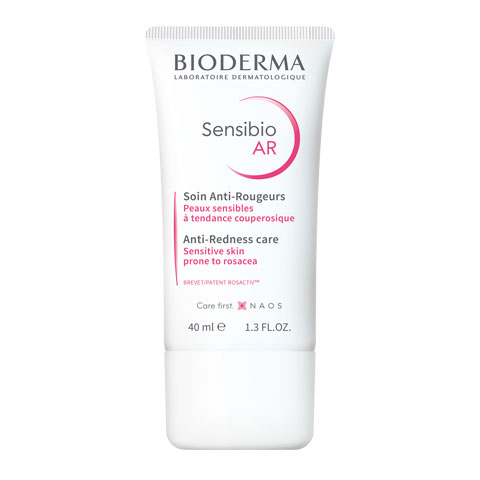 BIODERMA
LABORATOIRE DERMATOLOGIQUE
Sensibio
AR
Soin Anti-Rougeurs
Peaux sensibles
à tendance couperosique
Anti-Redness care
Sensitive skin
prone to rosacea
BREVET/PATENT ROSACTIV™
Care first. NAOS
40 ml ℮ 1.3 FL.OZ.